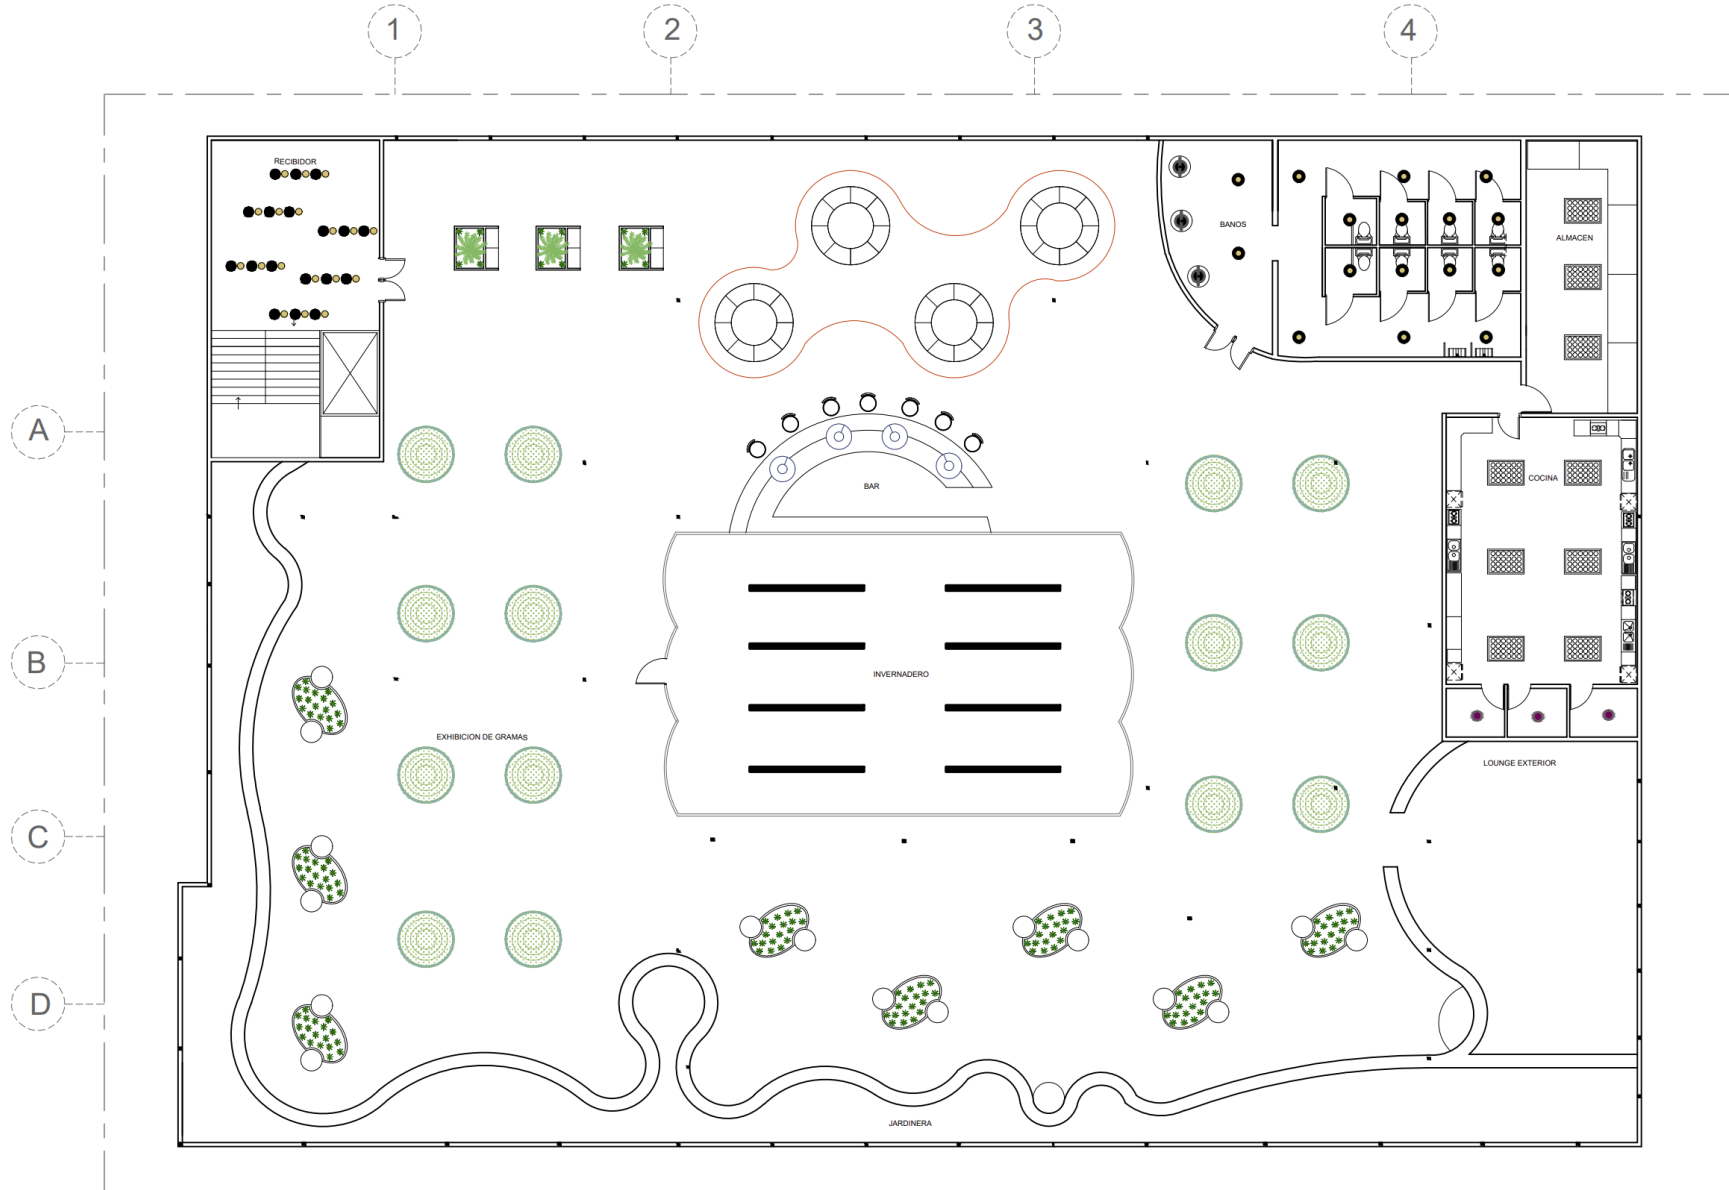 1
2
3
4
RECIBIDOR
BANOS
ALMACEN
A
BAR
COCINA
B
INVERNADERO
EXHIBICION DE GRAMAS
LOUNGE EXTERIOR
C
D
JARDINERA